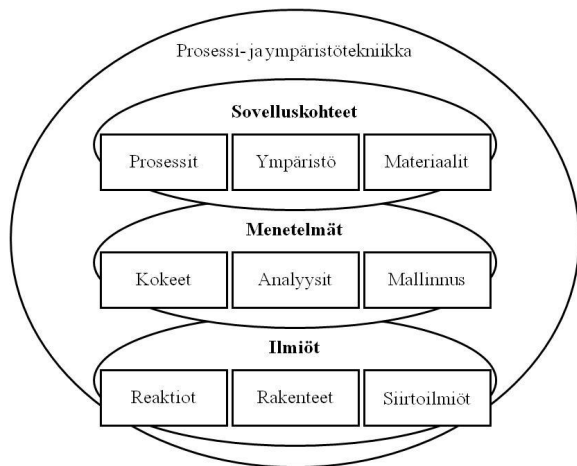 Prosessi- ja ympäristötekniikka
Sovelluskohteet
Prosessit Ympäristö Materiaalit
Menetelmät
Kokeet Analyysit Mallinnus
Ilmiöt
Reaktiot Rakenteet Siirtoilmiöt